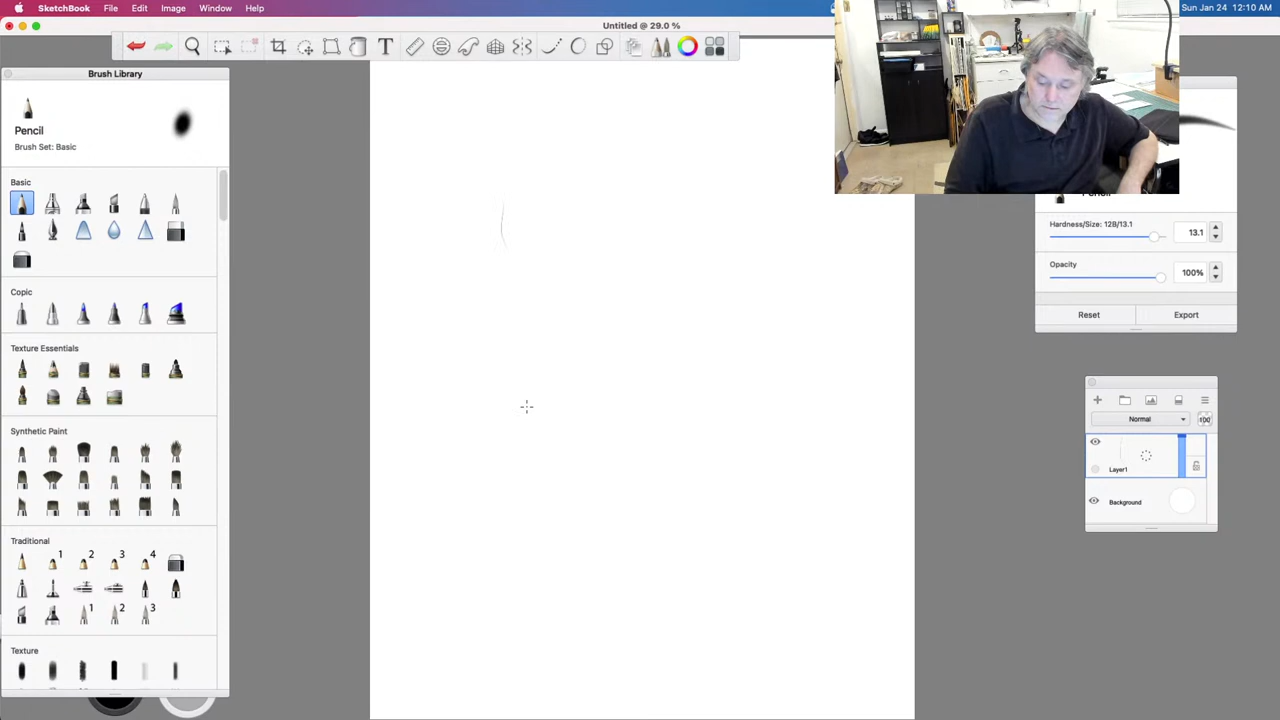 SketchBook File Edit Image Window Help
Sun Jan 24 12:10 AM
Untitled @ 29.0 %
T
Brush Library
Pencil
Brush Set: Basic
Basic
Copic
Texture Essentials
Synthetic Paint
Traditional
1 2 3 4
1 2 3
Texture
Hardness/Size: 12B/13.1
13.1
Opacity
100%
Reset Export
Normal
100
Layer1
Background